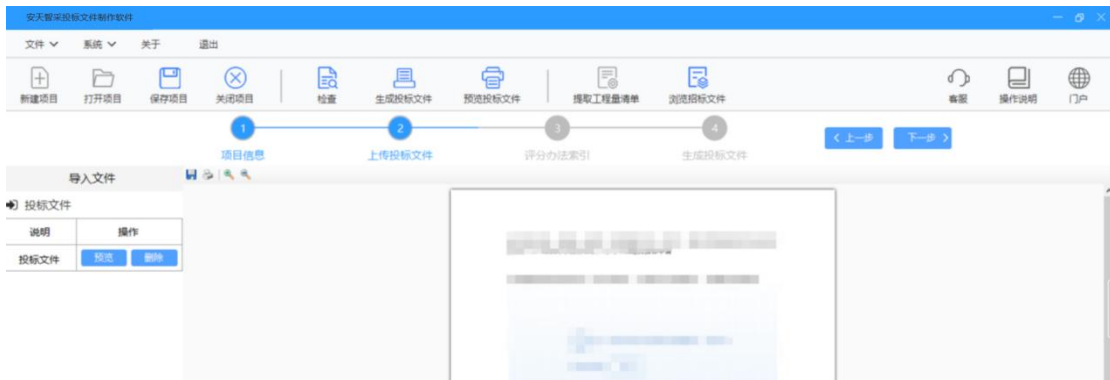 安天智采投标文件制作软件
文件 系统 关于 退出
新建项目 打开项目 保存项目 关闭项目 检查 生成投标文件 预览投标文件 提取工程量清单 浏览招标文件 客服 操作说明 门户
1 2 3 4
项目信息 上传投标文件 评分办法索引 生成投标文件
上一步 下一步
导入文件
投标文件
说明 操作
投标文件 预览 删除